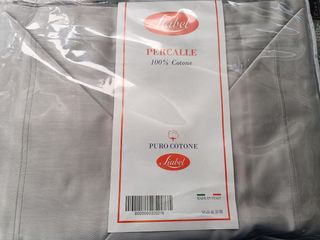 Liabel
PERCALLE
100% Cotone
PURO COTONE
Liabel
MADE IN ITALY